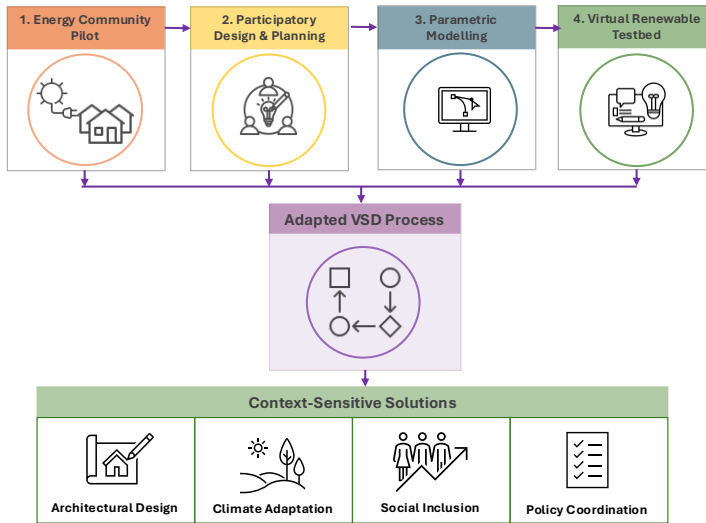 1. Energy Community
Pilot
2. Participatory
Design & Planning
3. Parametric
Modelling
4. Virtual Renewable
Testbed
Adapted VSD Process
Context-Sensitive Solutions
Architectural Design
Climate Adaptation
Social Inclusion
Policy Coordination